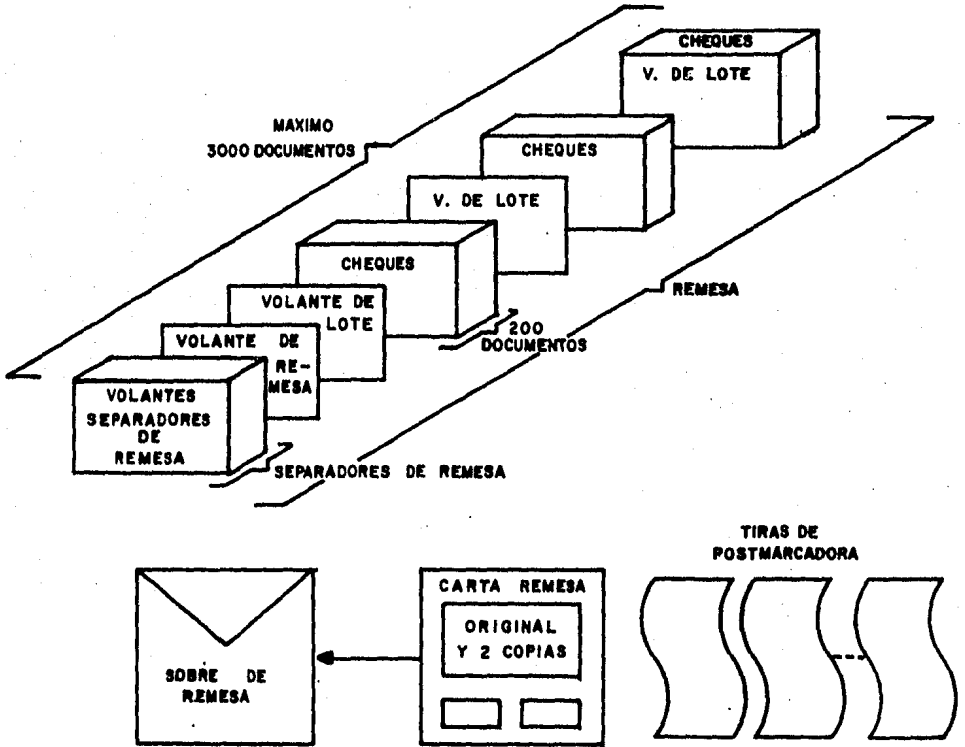 CHEQUES
V. DE LOTE
MAXIMO
3000 DOCUMENTOS
CHEQUES
V. DE LOTE
CHEQUES
REMESA
VOLANTE DE
LOTE
200
DOCUMENTOS
VOLANTE DE
RE-
MESA
VOLANTES
SEPARADORES
DE
REMESA
SEPARADORES DE REMESA
TIRAS DE
POSTMARCADORA
CARTA REMESA
ORIGINAL
Y 2 COPIAS
SOBRE DE
REMESA